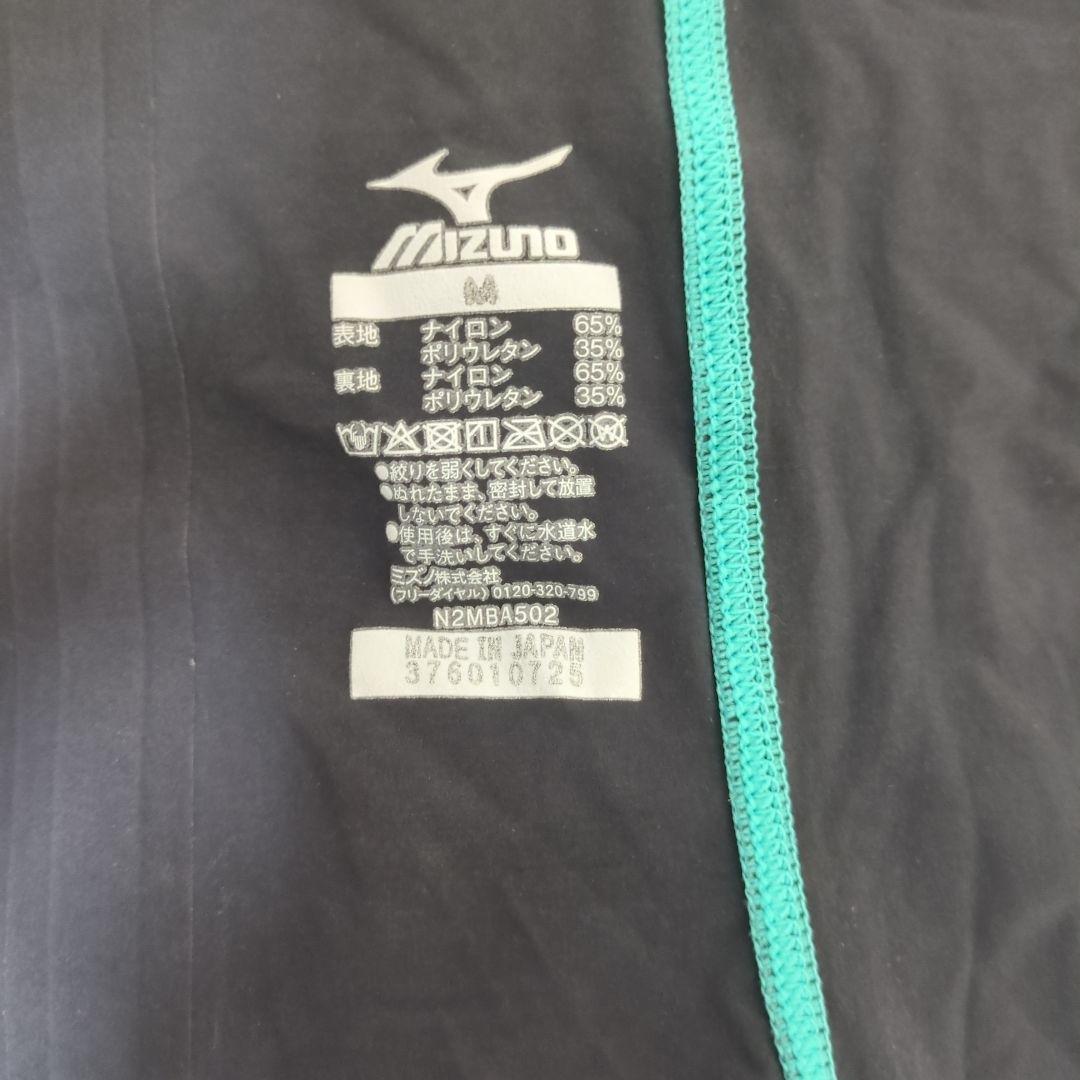 MIZUNO
M
表地 ナイロン 65%
ポリウレタン 35%
裏地 ナイロン 65%
ポリウレタン 35%
●絞りを弱くしてください。
●ぬれたまま、密封して放置
しないでください。
●使用後は、すぐに水道水
で手洗いしてください。
ミズノ株式会社
(フリーダイヤル) 0120-320-799
N2MBA502
MADE IN JAPAN
376010725